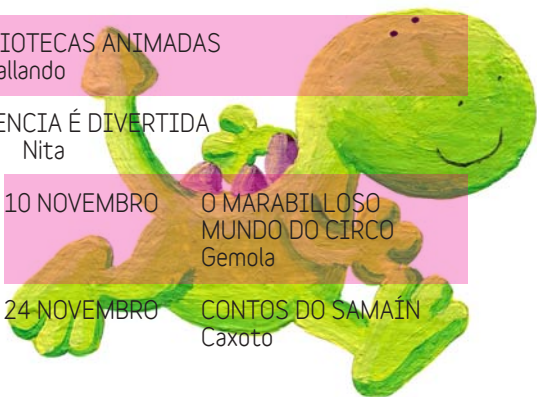 IOTECAS ANIMADAS
allando
ENCIA É DIVERTIDA
Nita
10 NOVEMBRO O MARABILLOSO
MUNDO DO CIRCO
Gemola
24 NOVEMBRO CONTOS DO SAMAÍN
Caxoto